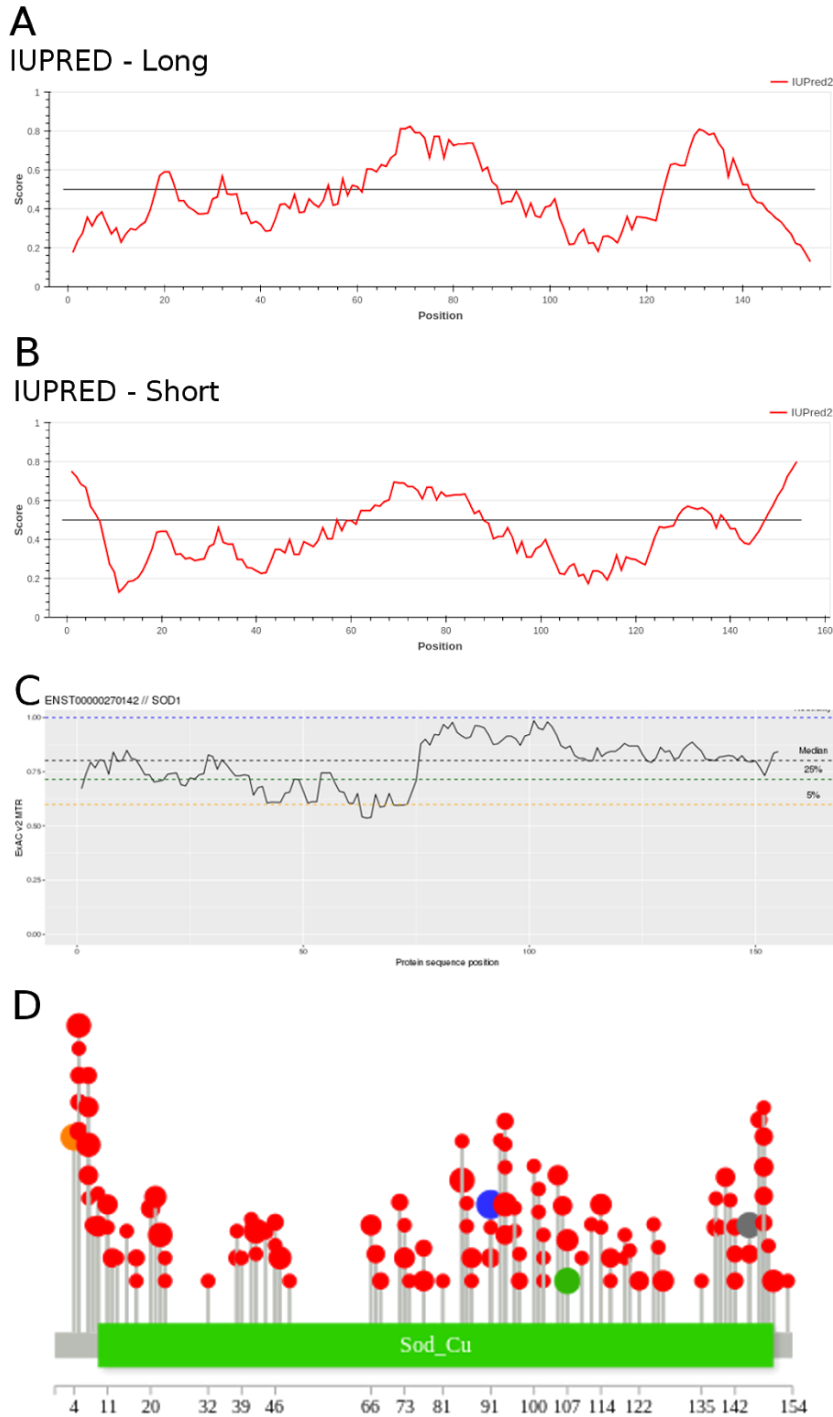 A
IUPRED - Long
IUPred2
1
0.8
0.6
0.4
0.2
0
Score
0 20 40 60 80 100 120 140
Position
B
IUPRED - Short
IUPred2
1
0.8
0.6
0.4
0.2
0
Score
0 20 40 60 80 100 120 140 160
Position
C
ENST00000270142 // SOD1
1.00
Median
0.75
25%
5%
0.50
0.25
0.00
ExAC v2 MTR
0 50 100 150
Protein sequence position
D
Sod_Cu
4 11 20 32 39 46 66 73 81 91 100 107 114 122 135 142 154